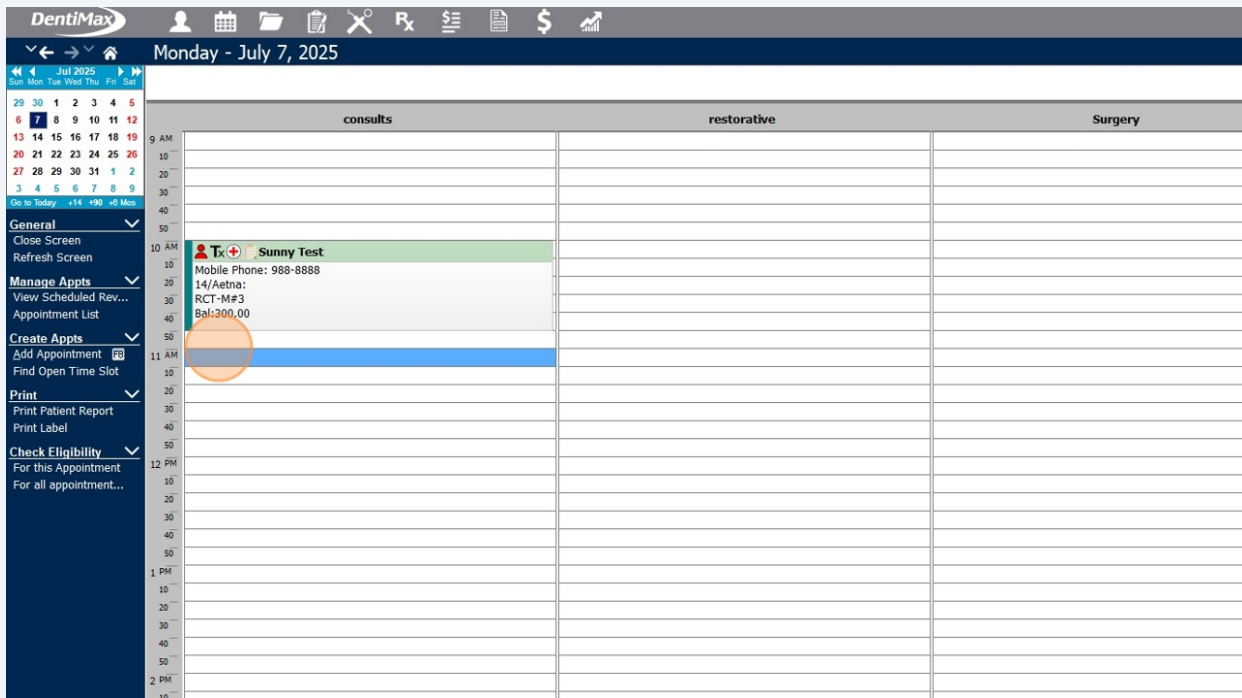 DentiMax
Rx
Monday - July 7, 2025
Jul 2025
Sun Mon Tue Wed Thu Fri Sat
29 30 1 2 3 4 5
6 7 8 9 10 11 12
13 14 15 16 17 18 19
20 21 22 23 24 25 26
27 28 29 30 31 1 2
3 4 5 6 7 8 9
Go to Today +14 +90 +6 Mos
General
Close Screen
Refresh Screen
Manage Appts
View Scheduled Rev...
Appointment List
Create Appts
Add Appointment F8
Find Open Time Slot
Print
Print Patient Report
Print Label
Check Eligibility
For this Appointment
For all appointment...
consults restorative Surgery
9 AM
10
20
30
40
50
10 AM
10
20
30
40
50
11 AM
10
20
30
40
50
12 PM
10
20
30
40
50
1 PM
10
20
30
40
50
2 PM
10
Tx Sunny Test
Mobile Phone: 988-8888
14/Aetna:
RCT-M#3
Bal:300.00